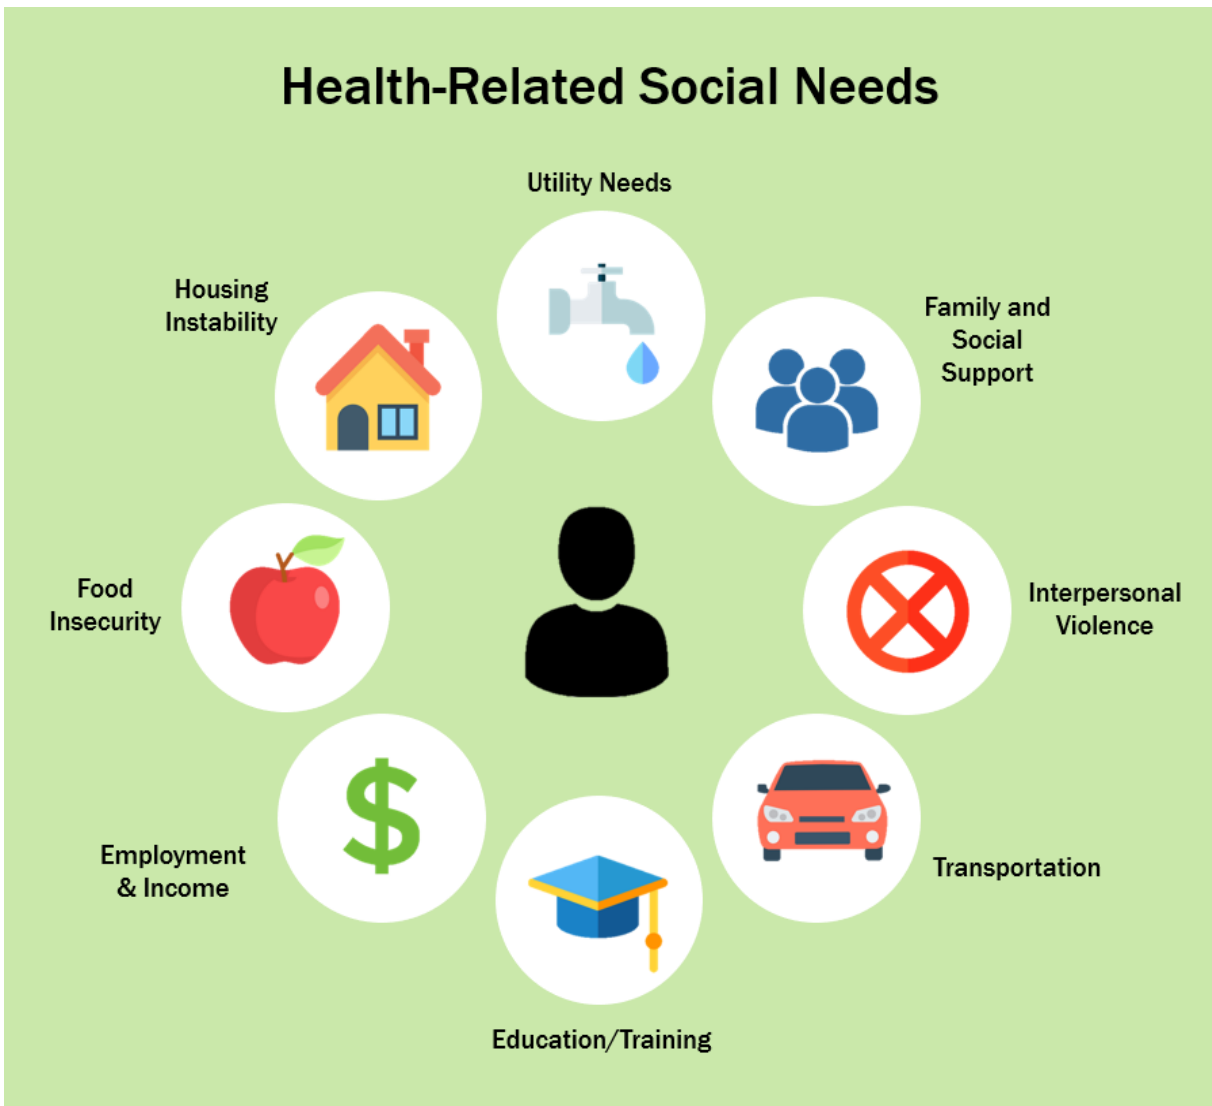 Health-Related Social Needs
Utility Needs
Housing
Instability
Family and
Social
Support
Food
Insecurity
Interpersonal
Violence
Employment
& Income
Transportation
Education/Training